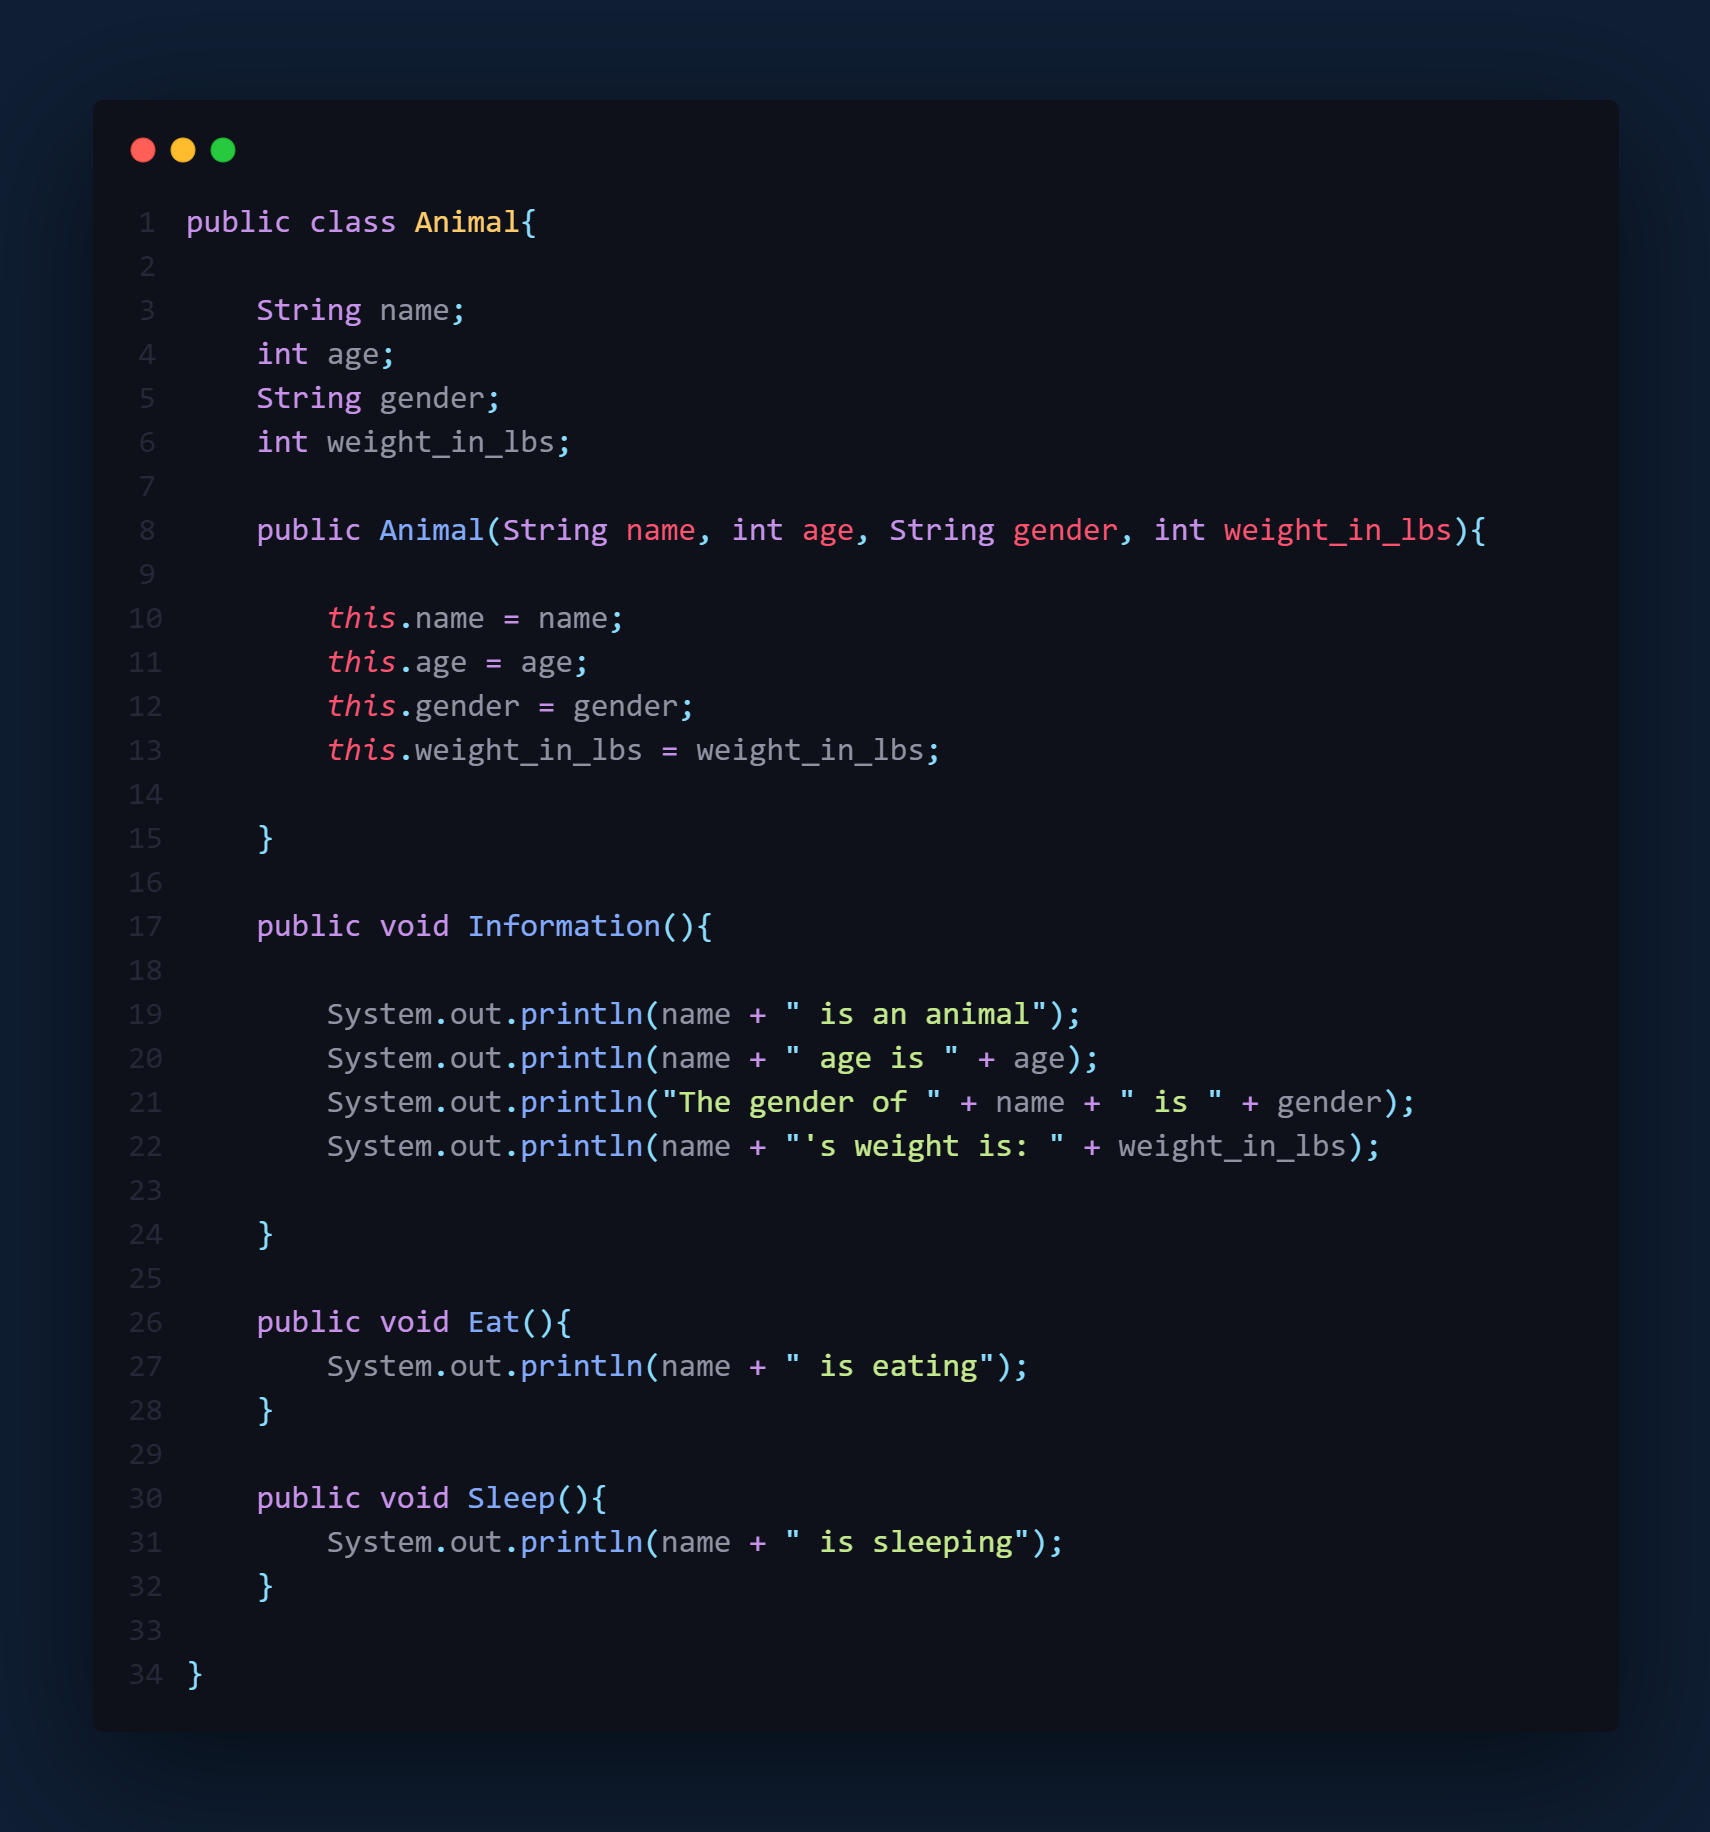 1 public class Animal{
2
3     String name;
4     int age;
5     String gender;
6     int weight_in_lbs;
7
8     public Animal(String name, int age, String gender, int weight_in_lbs){
9
10         this.name = name;
11         this.age = age;
12         this.gender = gender;
13         this.weight_in_lbs = weight_in_lbs;
14
15     }
16
17     public void Information(){
18
19         System.out.println(name + " is an animal");
20         System.out.println(name + " age is " + age);
21         System.out.println("The gender of " + name + " is " + gender);
22         System.out.println(name + "'s weight is: " + weight_in_lbs);
23
24     }
25
26     public void Eat(){
27         System.out.println(name + " is eating");
28     }
29
30     public void Sleep(){
31         System.out.println(name + " is sleeping");
32     }
33
34 }